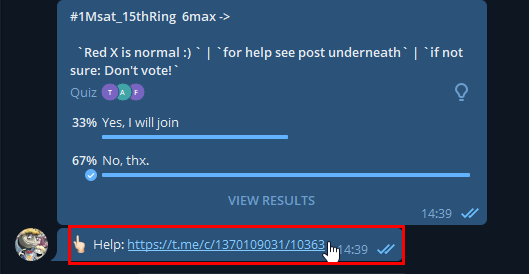 #1Msat_15thRing 6max ->
`Red X is normal :) ` | `for help see post underneath` | `if not
sure: Don't vote!`
Quiz T A F
33% Yes, I will join
67% No, thx.
VIEW RESULTS
14:39
👆🏻 Help: https://t.me/c/1370109031/10363 14:39